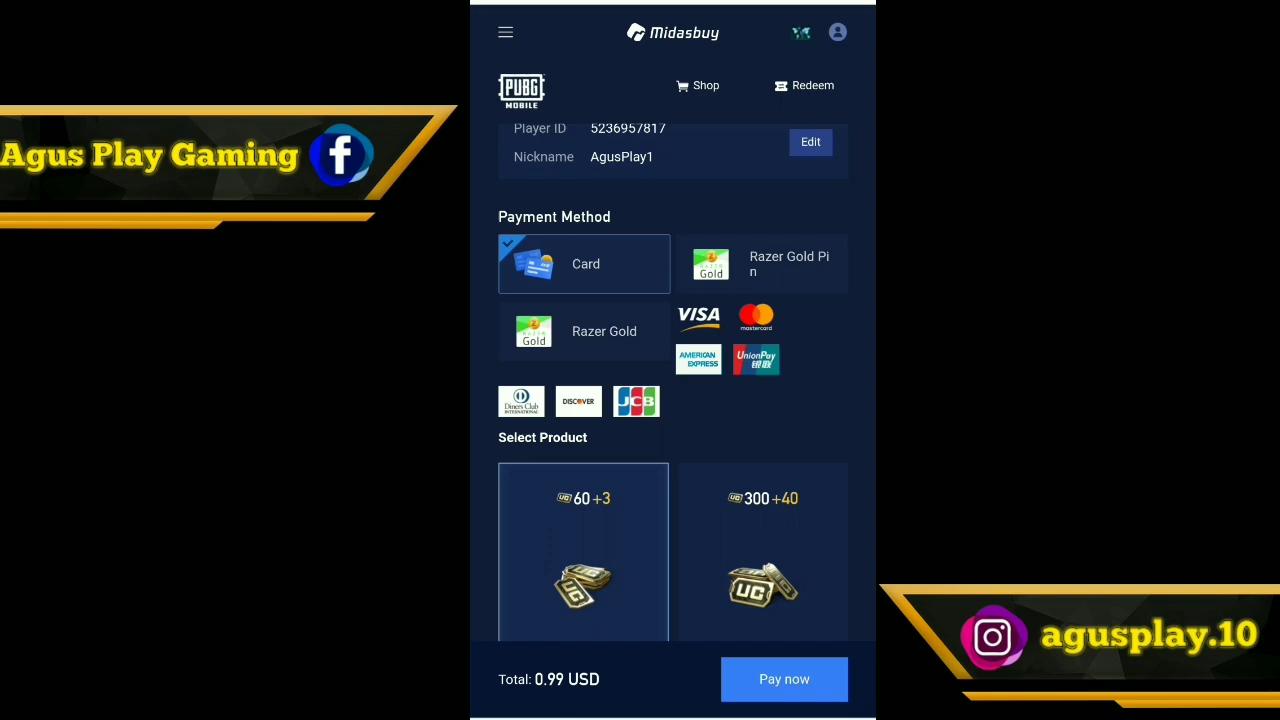 Midasbuy
PUBG
MOBILE
Shop
Redeem
Player ID
5236957817
Edit
Nickname
AgusPlay1
Agus Play Gaming
Payment Method
Card
Razer Gold Pi
n
RAZER
Gold
RAZER
Gold
Razer Gold
VISA
mastercard
AMERICAN
EXPRESS
UnionPay
银联
Diners Club
INTERNATIONAL
DISCOVER
JCB
Select Product
UC 60 +3
UC 300 +40
UC
UC
Total: 0.99 USD
Pay now
agusplay.10